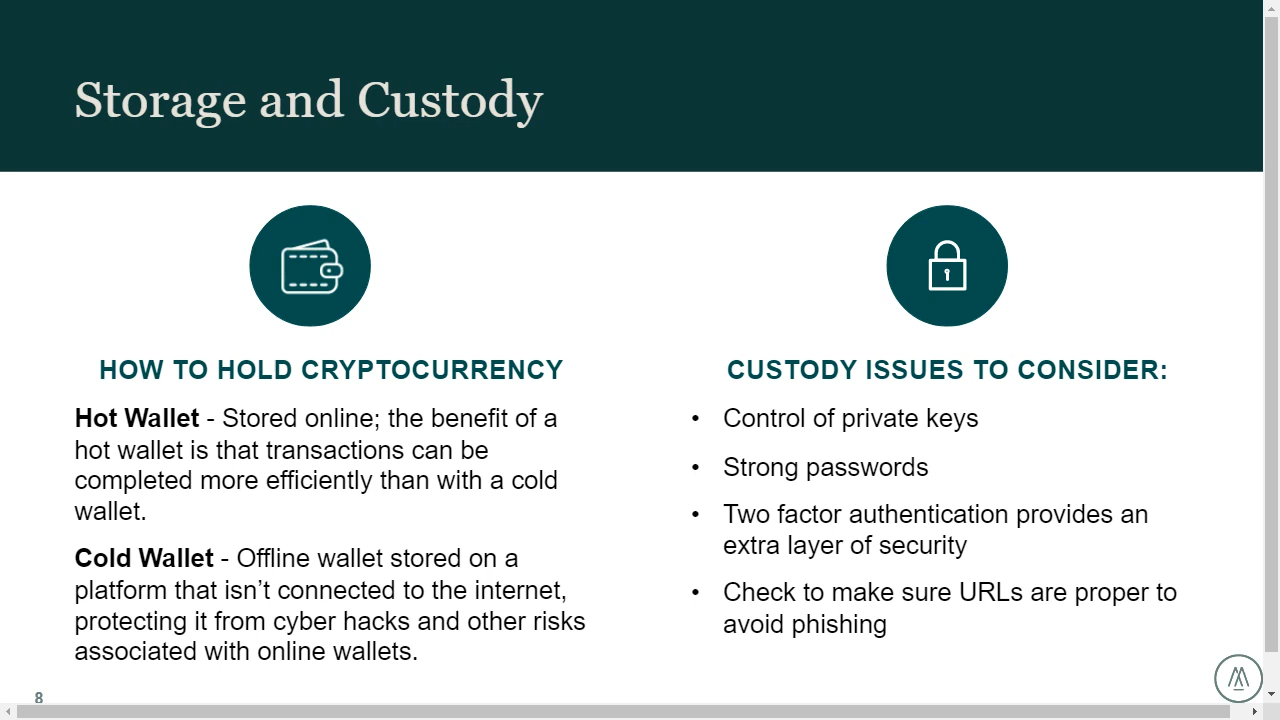 Storage and Custody
HOW TO HOLD CRYPTOCURRENCY
Hot Wallet - Stored online; the benefit of a
hot wallet is that transactions can be
completed more efficiently than with a cold
wallet.
Cold Wallet - Offline wallet stored on a
platform that isn’t connected to the internet,
protecting it from cyber hacks and other risks
associated with online wallets.
CUSTODY ISSUES TO CONSIDER:
• Control of private keys
• Strong passwords
• Two factor authentication provides an
extra layer of security
• Check to make sure URLs are proper to
avoid phishing
8